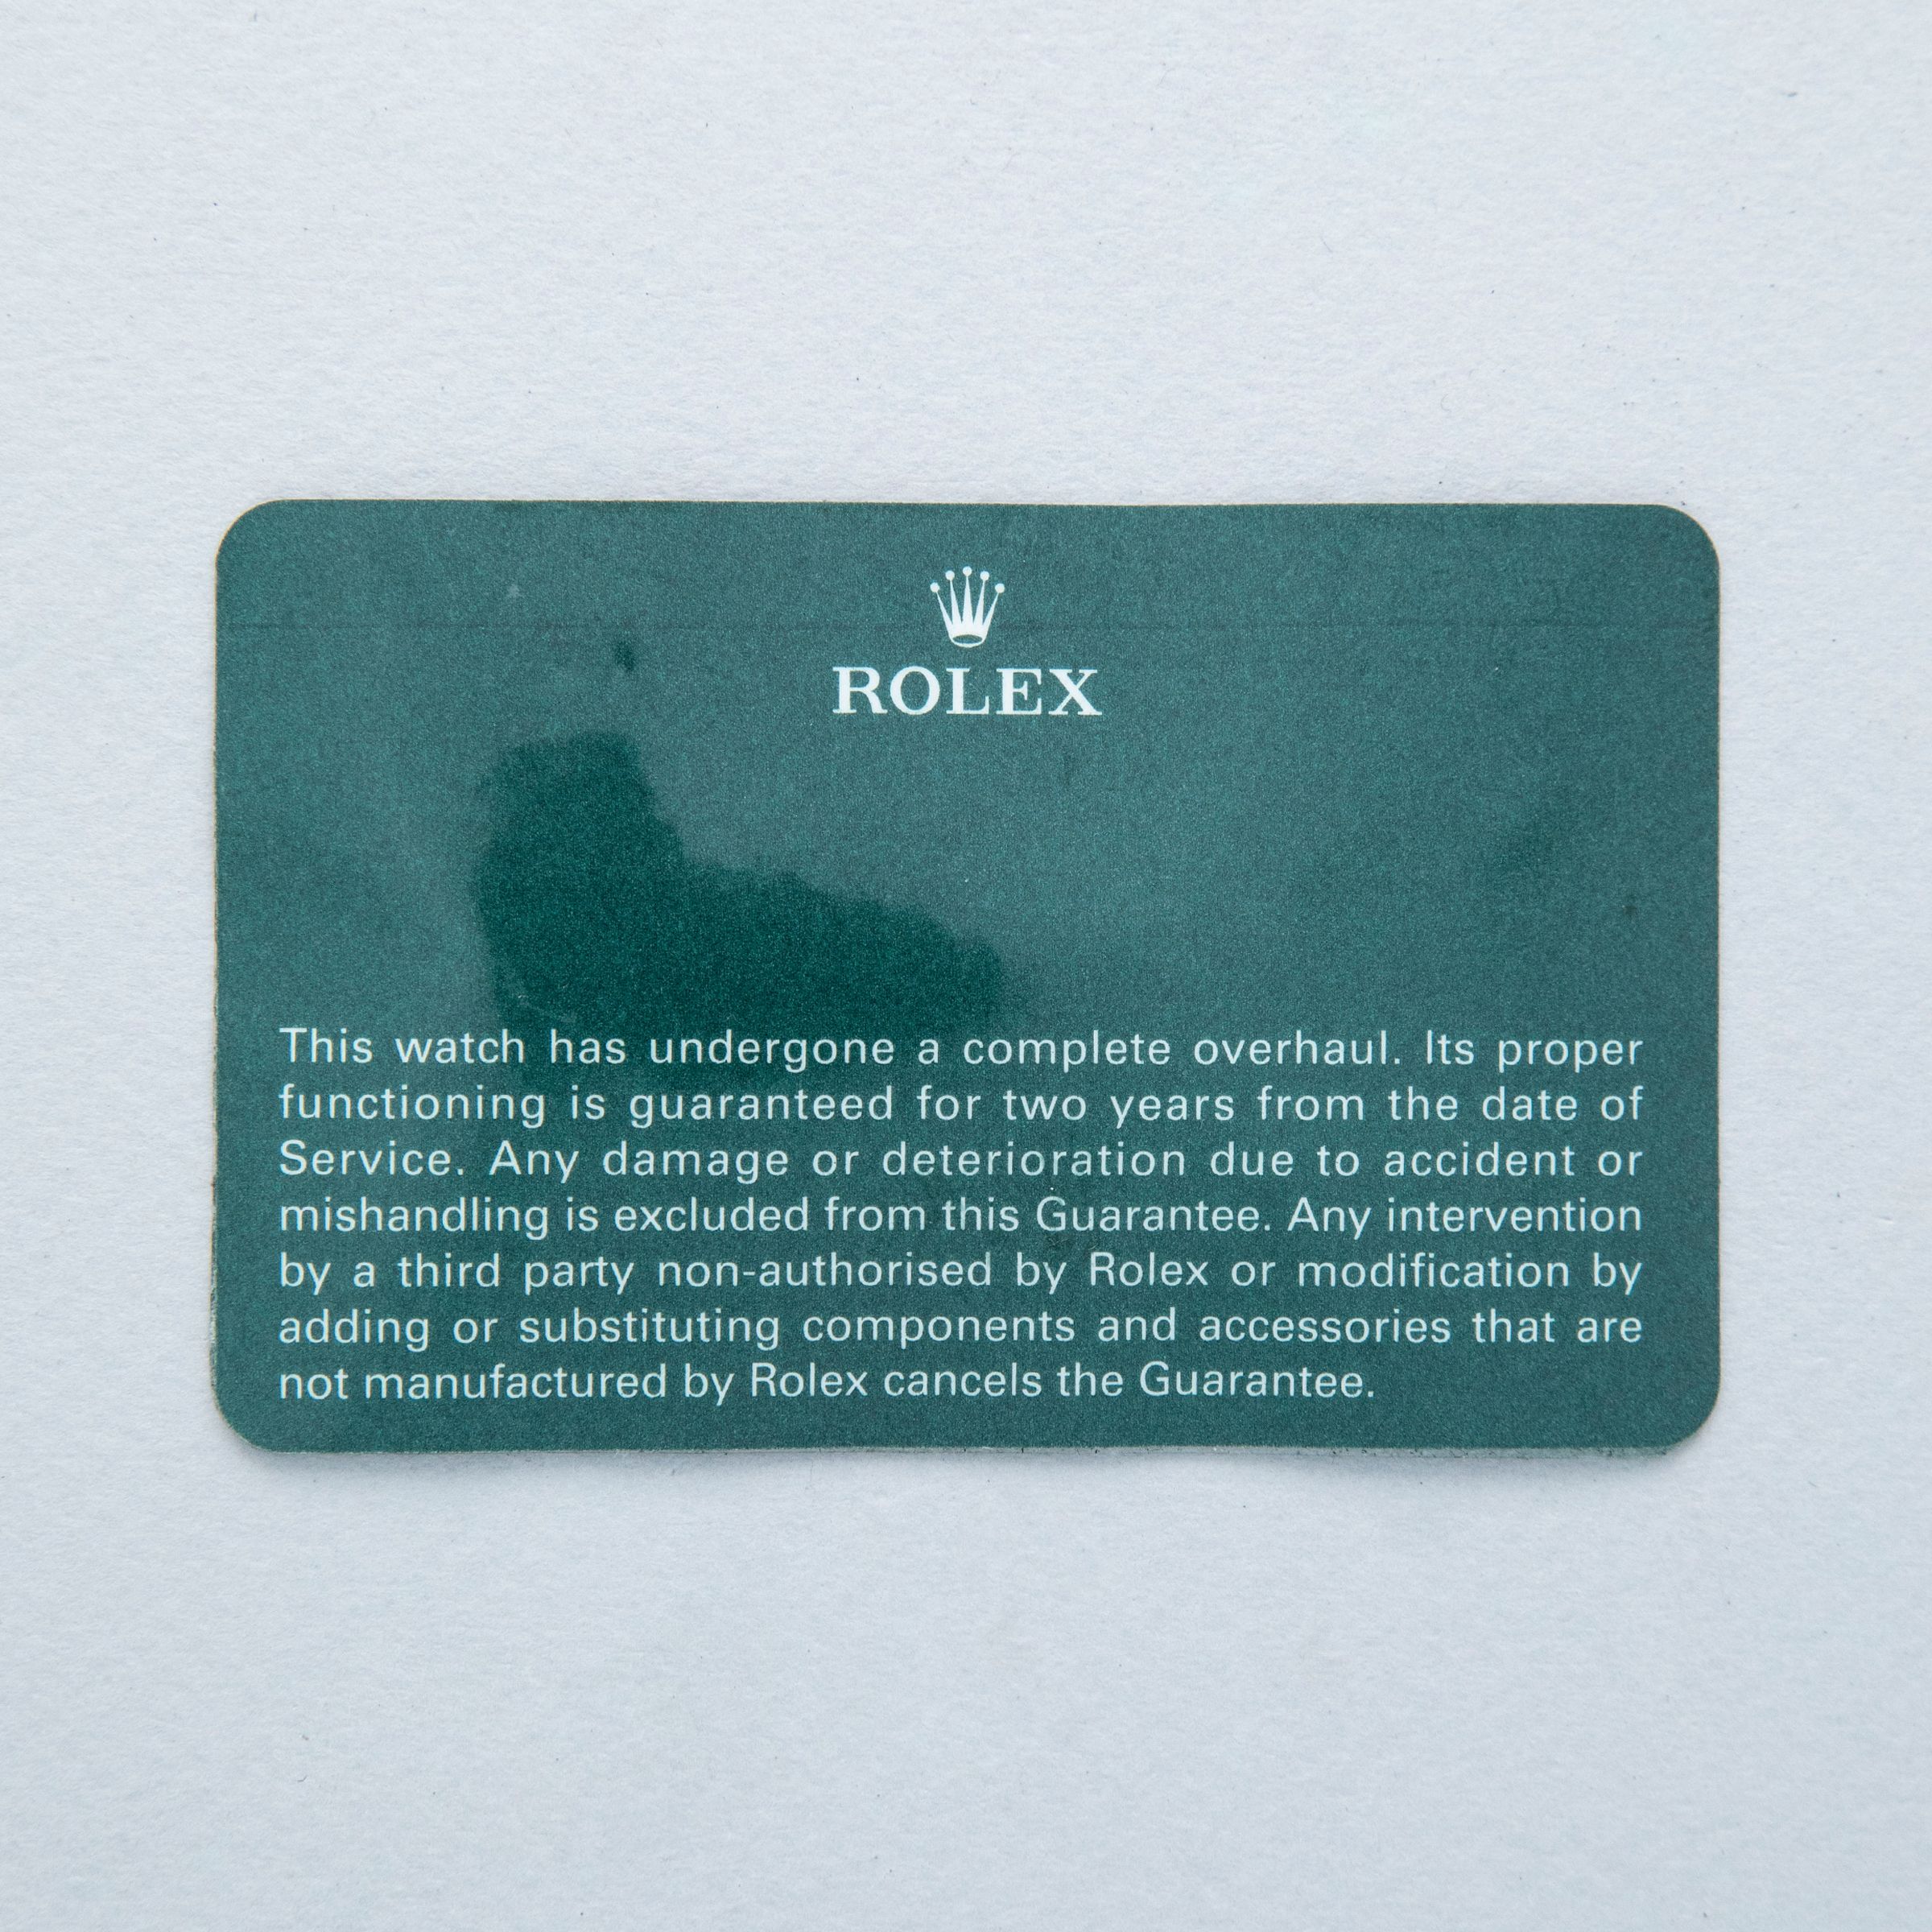 ROLEX
This watch has undergone a complete overhaul. Its proper
functioning is guaranteed for two years from the date of
Service. Any damage or deterioration due to accident or
mishandling is excluded from this Guarantee. Any intervention
by a third party non-authorised by Rolex or modification by
adding or substituting components and accessories that are
not manufactured by Rolex cancels the Guarantee.